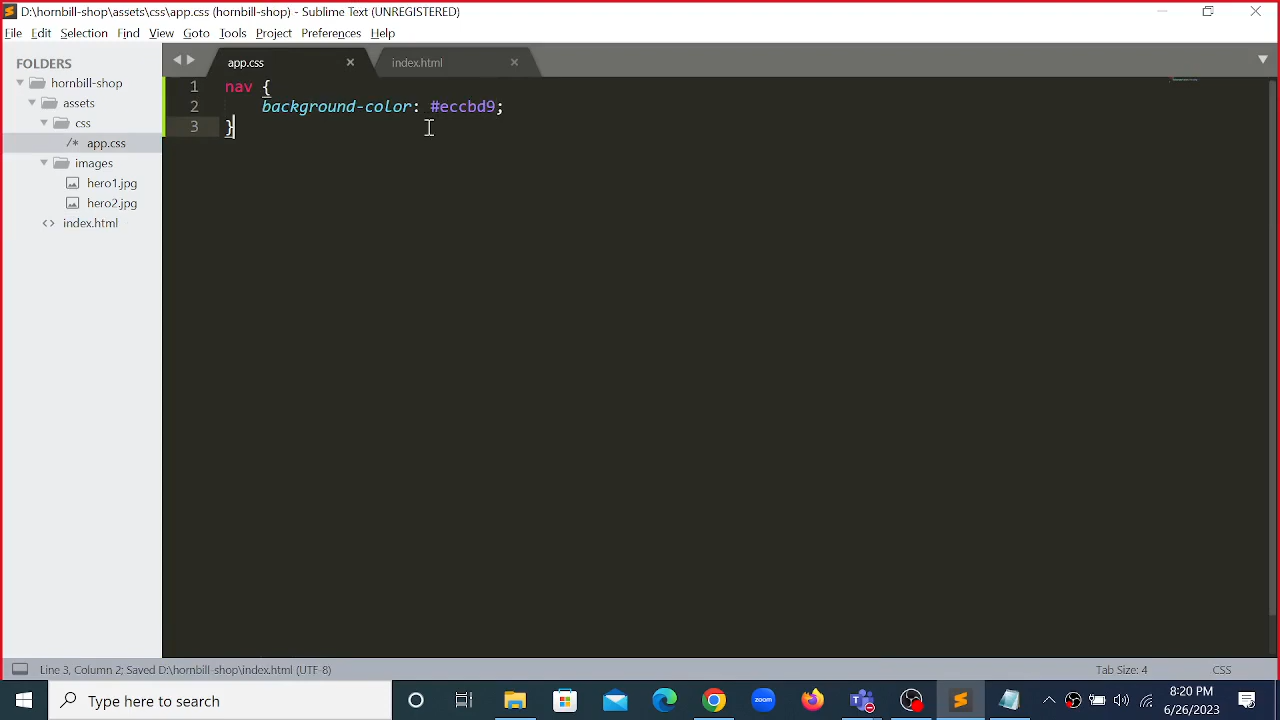 D:\hornbill-shop\assets\css\app.css (hornbill-shop) - Sublime Text (UNREGISTERED)
File Edit Selection Find View Goto Tools Project Preferences Help
FOLDERS
hornbill-shop
assets
css
/* app.css
images
hero1.jpg
hero2.jpg
<> index.html
app.css
index.html
1 nav {
2 background-color: #eccbd9;
3 }
Line 3, Column 2; Saved D:\hornbill-shop\index.html (UTF-8)
Tab Size: 4
CSS
Type here to search
zoom
8:20 PM
6/26/2023